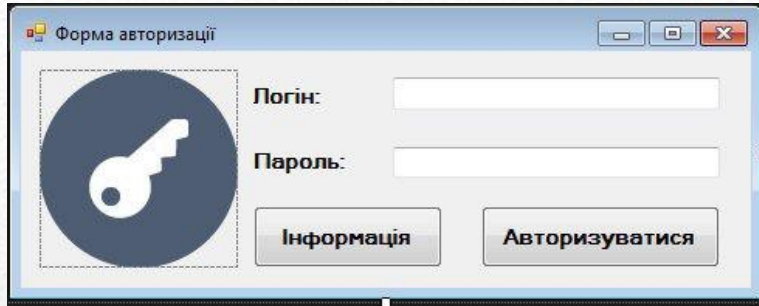 Форма авторизації
Логін:
Пароль:
Інформація
Авторизуватися